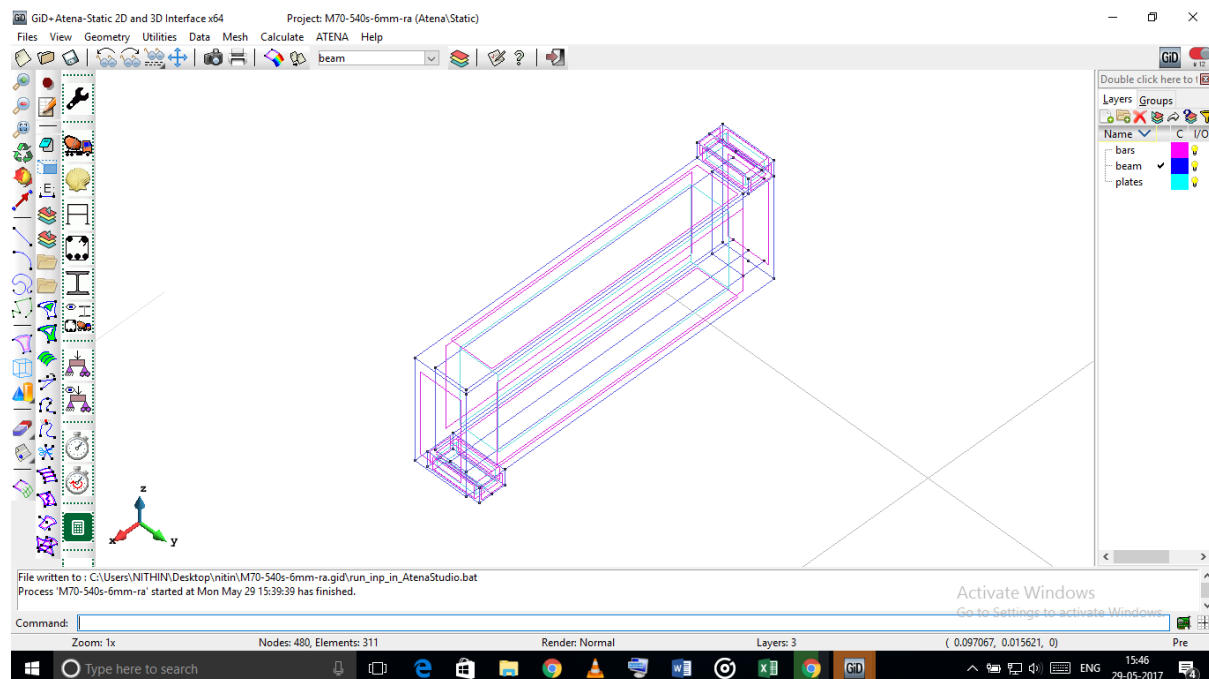 GiD+Atena-Static 2D and 3D Interface x64 Project: M70-540s-6mm-ra (Atena\Static)
Files View Geometry Utilities Data Mesh Calculate ATENA Help
beam
GiD
Double click here to t
Layers Groups
Name C I/O
bars
beam
plates
z
x y
File written to : C:\Users\NITHIN\Desktop\nitin\M70-540s-6mm-ra.gid\run_inp_in_AtenaStudio.bat
Process 'M70-540s-6mm-ra' started at Mon May 29 15:39:39 has finished.
Activate Windows
Go to Settings to activate Windows.
Command:
Zoom: 1x Nodes: 480, Elements: 311 Render: Normal Layers: 3 ( 0.097067, 0.015621, 0) Pre
Type here to search
ENG
15:46
29-05-2017